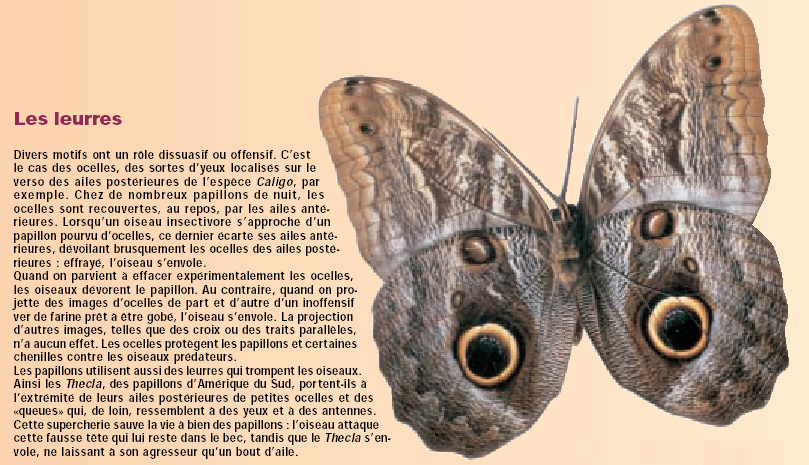 Les leurres
Divers motifs ont un rôle dissuasif ou offensif. C'est
le cas des ocelles, des sortes d'yeux localisés sur le
verso des ailes postérieures de l'espèce Caligo, par
exemple. Chez de nombreux papillons de nuit, les
ocelles sont recouvertes, au repos, par les ailes anté-
rieures. Lorsqu'un oiseau insectivore s'approche d'un
papillon pourvu d'ocelles, ce dernier écarte ses ailes anté-
rieures, dévoilant brusquement les ocelles des ailes posté-
rieures : effrayé, l'oiseau s'envole.
Quand on parvient à effacer expérimentalement les ocelles,
les oiseaux dévorent le papillon. Au contraire, quand on pro-
jette des images d'ocelles de part et d'autre d'un inoffensif
ver de farine prêt à être gobé, l'oiseau s'envole. La projection
d'autres images, telles que des croix ou des traits parallèles,
n'a aucun effet. Les ocelles protègent les papillons et certaines
chenilles contre les oiseaux prédateurs.
Les papillons utilisent aussi des leurres qui trompent les oiseaux.
Ainsi les Thecla, des papillons d'Amérique du Sud, portent-ils à
l'extrémité de leurs ailes postérieures de petites ocelles et des
«queues» qui, de loin, ressemblent à des yeux et à des antennes.
Cette supercherie sauve la vie à bien des papillons : l'oiseau attaque
cette fausse tête qui lui reste dans le bec, tandis que le Thecla s'en-
vole, ne laissant à son agresseur qu'un bout d'aile.